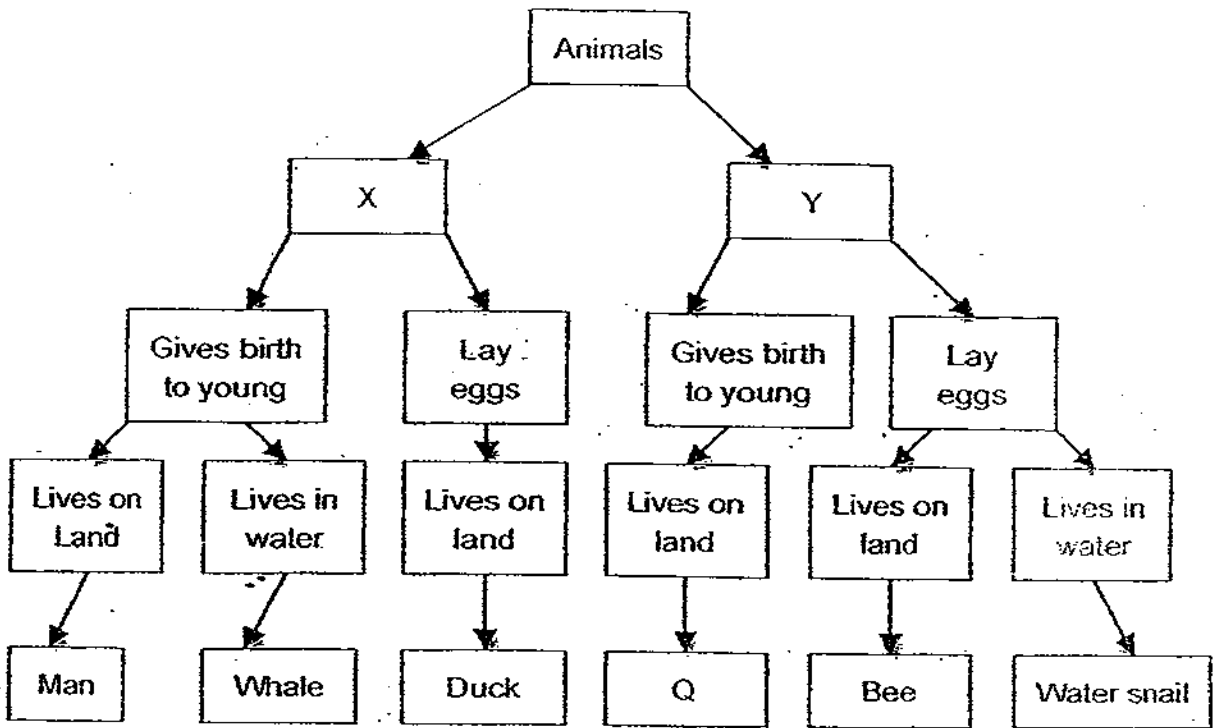 Animals
X
Y
Gives birth
to young
Lay
eggs
Gives birth
to young
Lay
eggs
Lives on
Land
Lives in
water
Lives on
land
Lives on
land
Lives on
land
Lives in
water
Man
Whale
Duck
Q
Bee
Water snail